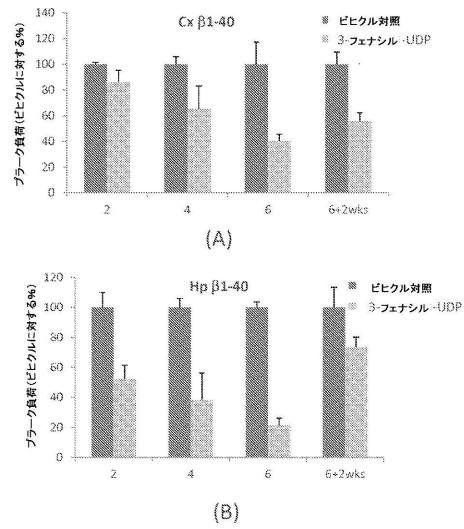 Cx β1-40
ビヒクル対照
3-フェナシル-UDP
プラーク負荷(ビヒクルに対する%)
140
120
100
80
60
40
20
0
2 4 6 6+2wks
(A)
Hp β1-40
ビヒクル対照
3-フェナシル-UDP
プラーク負荷(ビヒクルに対する%)
120
100
80
60
40
20
0
2 4 6 6+2wks
(B)